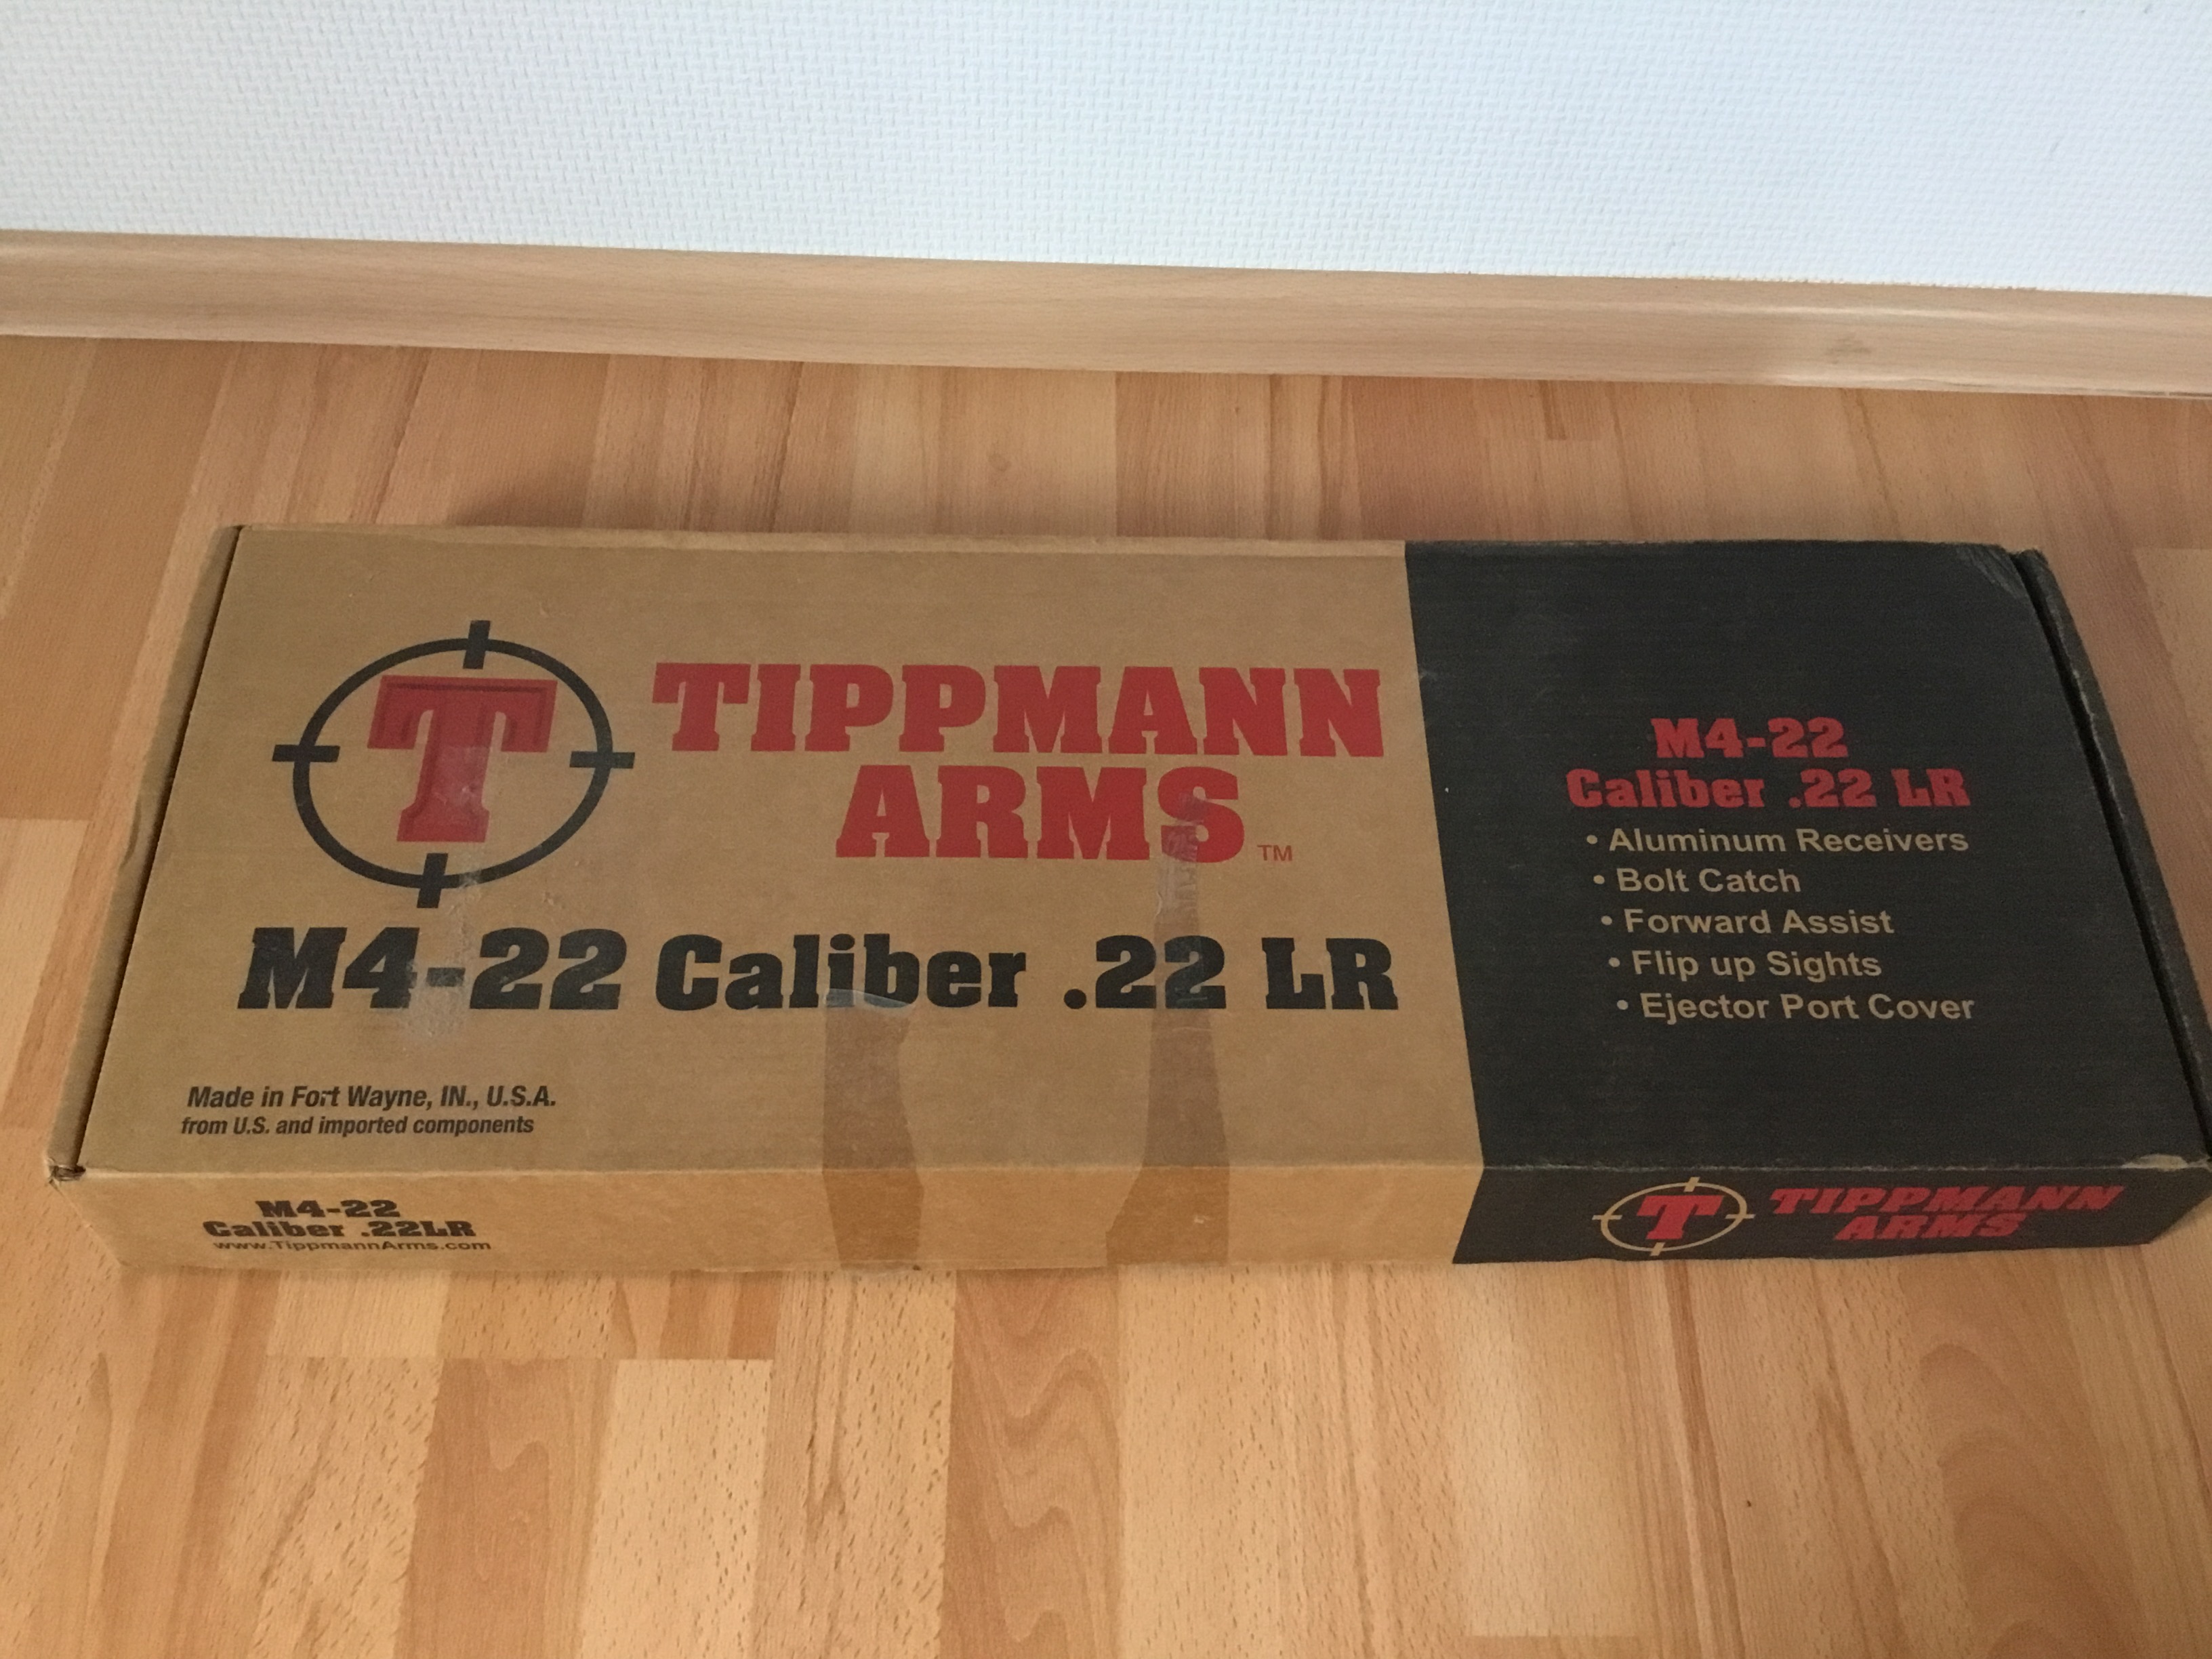 T
TIPPMANN
ARMS™
M4-22 Caliber .22 LR
Made in Fort Wayne, IN., U.S.A.
from U.S. and imported components
M4-22
Caliber .22 LR
• Aluminum Receivers
• Bolt Catch
• Forward Assist
• Flip up Sights
• Ejector Port Cover
M4-22
Caliber .22LR
www.TippmannArms.com
T
TIPPMANN
ARMS